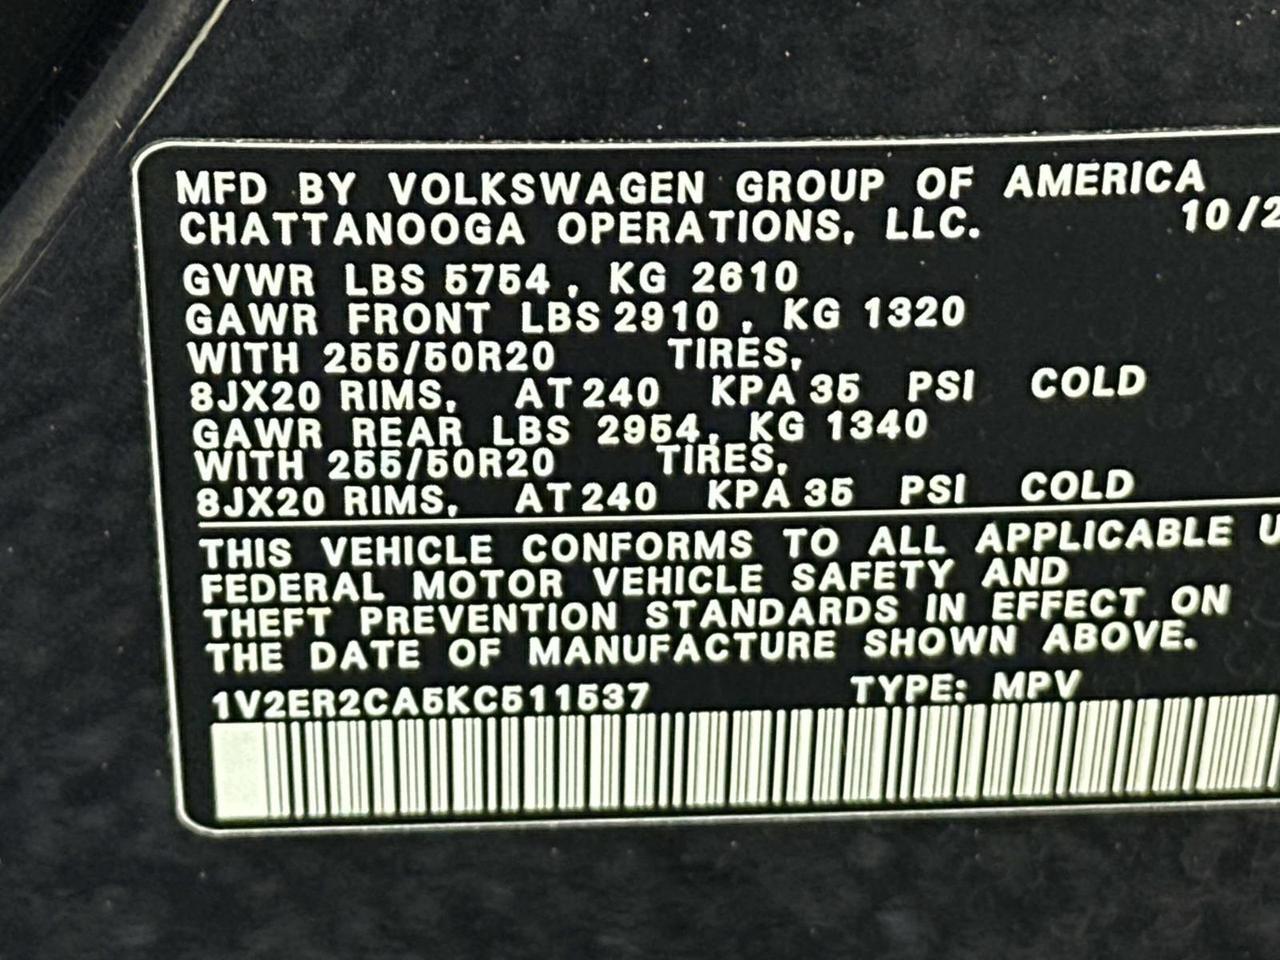 MFD BY VOLKSWAGEN GROUP OF AMERICA
CHATTANOOGA OPERATIONS, LLC. 10/2
GVWR LBS 5754 , KG 2610
GAWR FRONT LBS 2910 , KG 1320
WITH 255/50R20 TIRES,
8JX20 RIMS, AT 240 KPA 35 PSI COLD
GAWR REAR LBS 2954, KG 1340
WITH 255/50R20 TIRES,
8JX20 RIMS, AT 240 KPA 35 PSI COLD
THIS VEHICLE CONFORMS TO ALL APPLICABLE U
FEDERAL MOTOR VEHICLE SAFETY AND
THEFT PREVENTION STANDARDS IN EFFECT ON
THE DATE OF MANUFACTURE SHOWN ABOVE.
1V2ER2CA5KC511537 TYPE: MPV